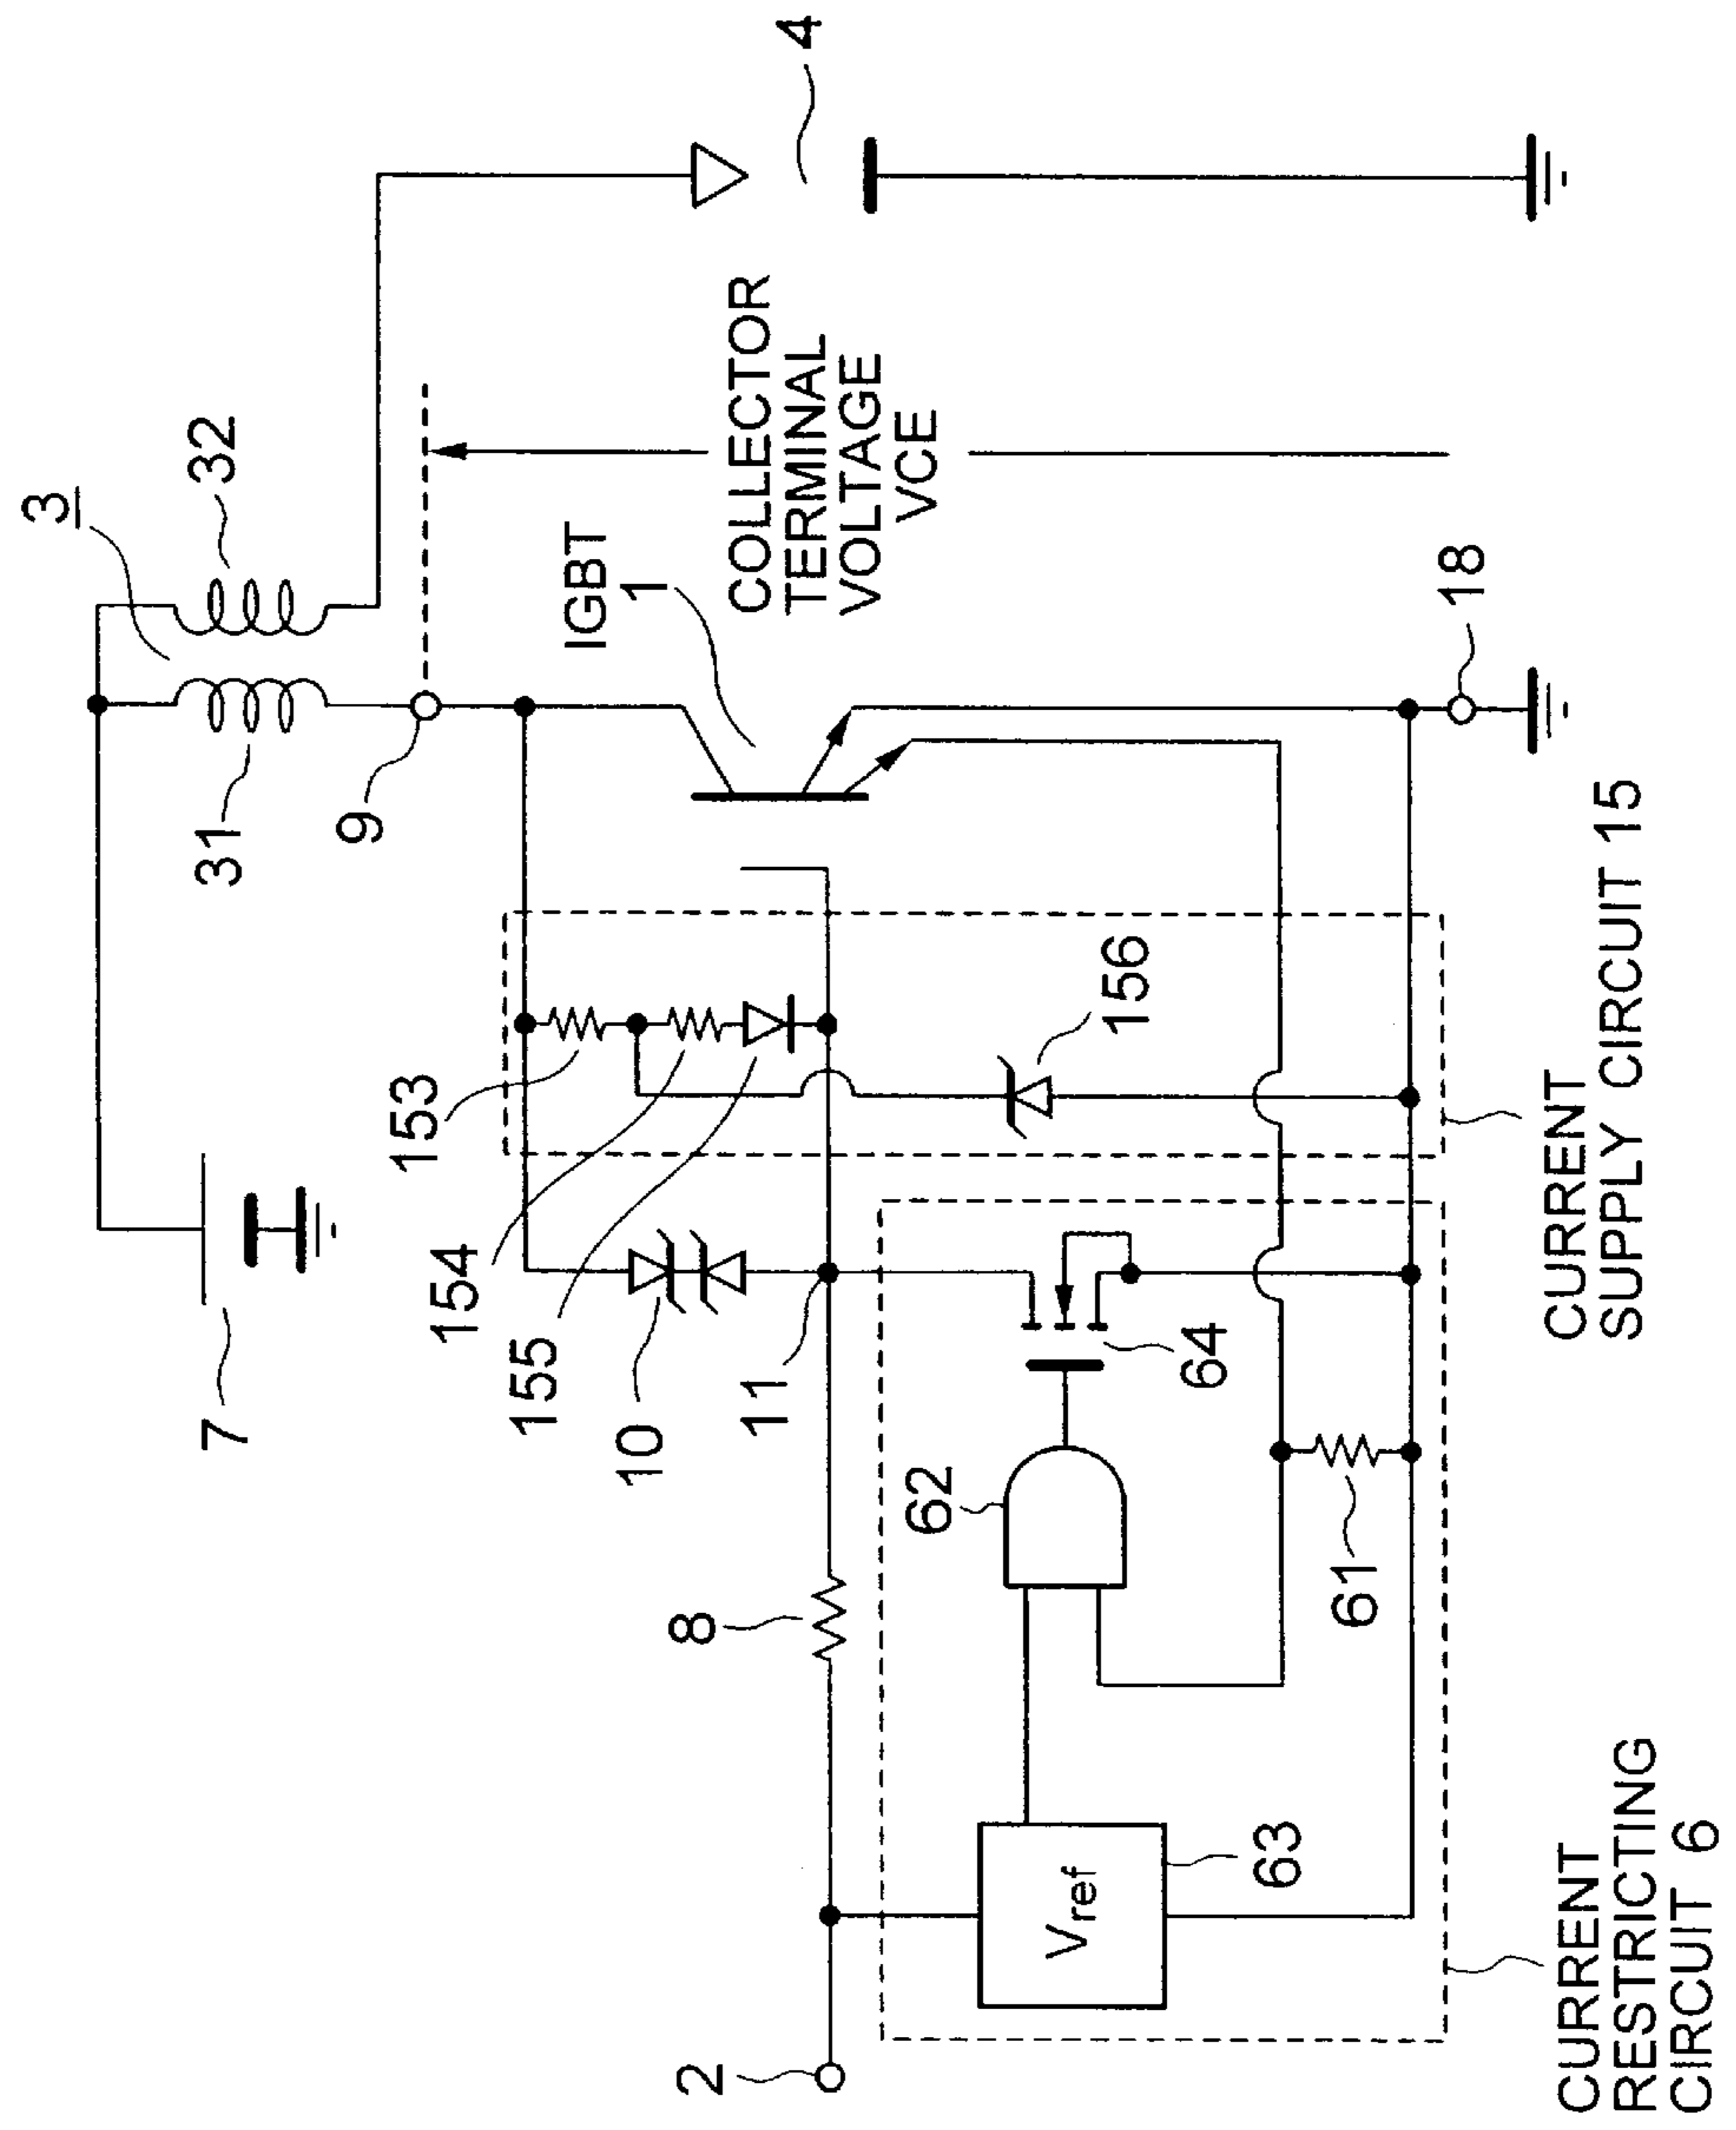 3
32
31
4
9
7
IGBT
1
COLLECTOR
TERMINAL
VOLTAGE
VCE
153
154
155
10
11
156
8
62
64
63
61
Vref
2
18
CURRENT
SUPPLY CIRCUIT 15
CURRENT
RESTRICTING
CIRCUIT 6